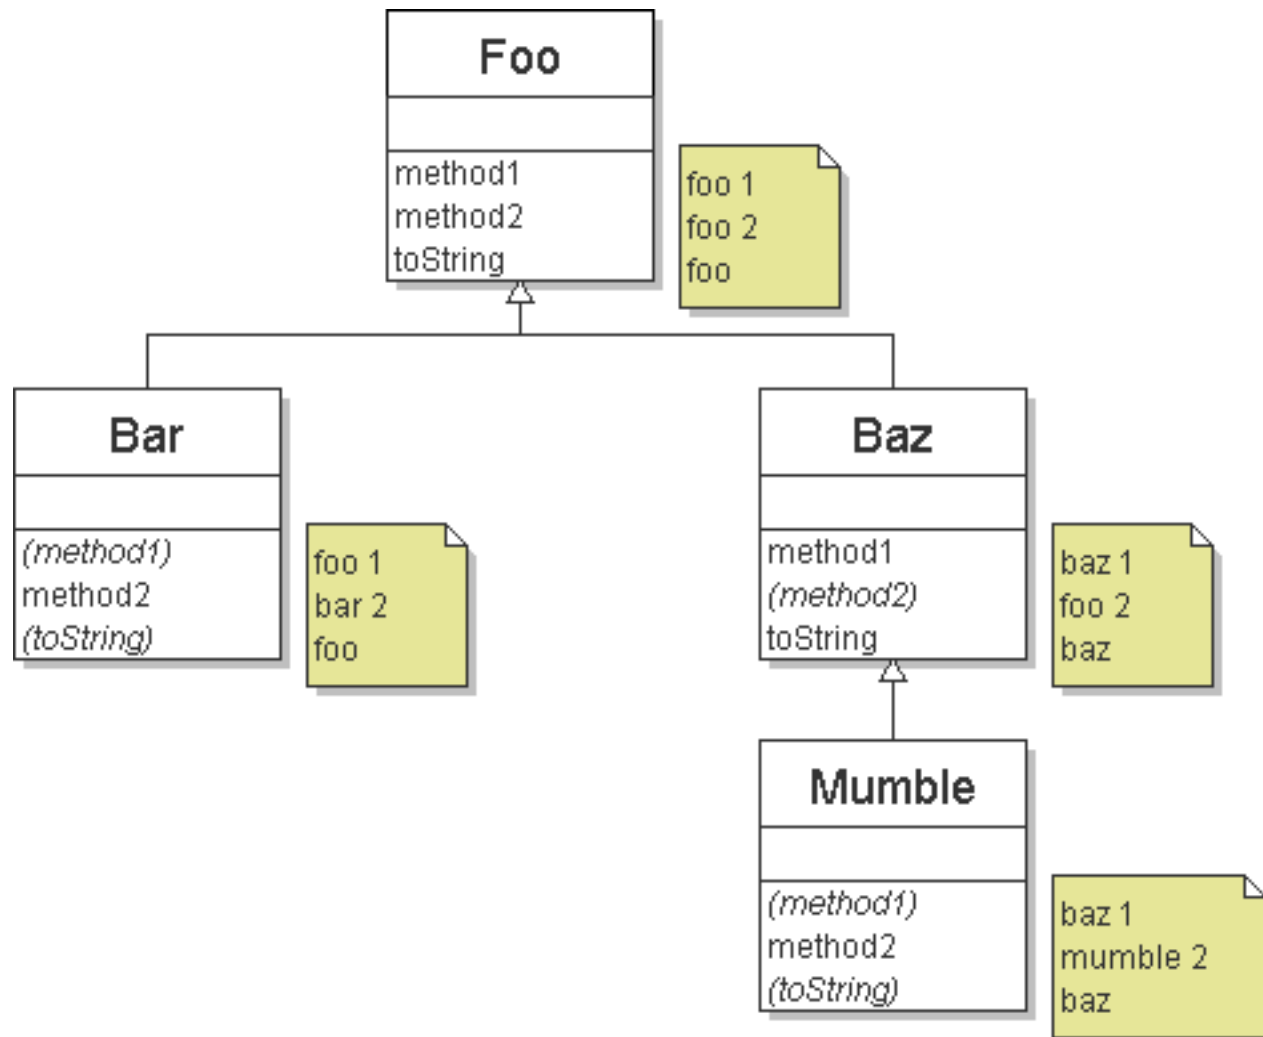 Foo
method1
method2
toString
foo 1
foo 2
foo
Bar
(method1)
method2
(toString)
foo 1
bar 2
foo
Baz
method1
(method2)
toString
baz 1
foo 2
baz
Mumble
(method1)
method2
(toString)
baz 1
mumble 2
baz